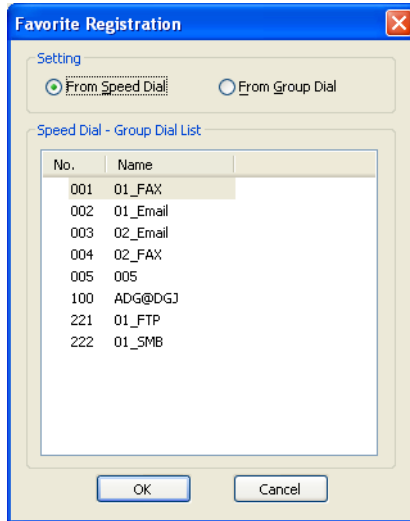 Favorite Registration
Setting
From Speed Dial From Group Dial
Speed Dial - Group Dial List
No. Name
001 01_FAX
002 01_Email
003 02_Email
004 02_FAX
005 005
100 ADG@DGJ
221 01_FTP
222 01_SMB
OK Cancel